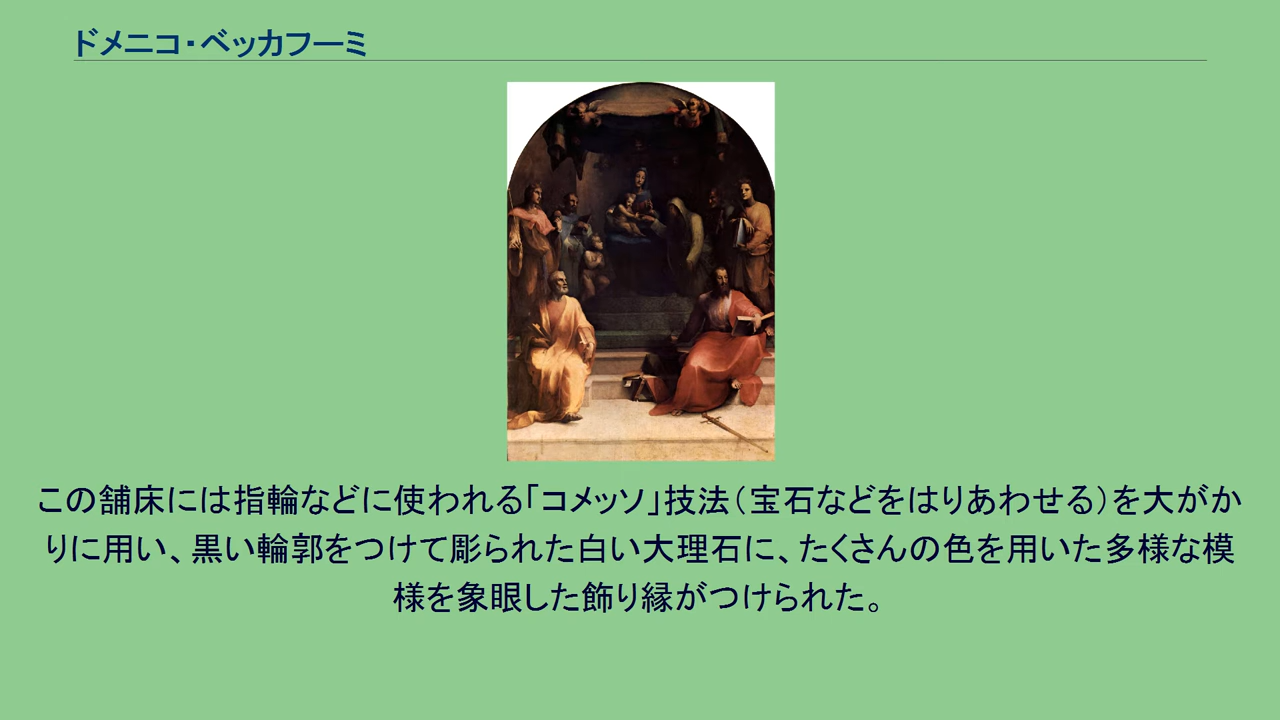 ドメニコ・ベッカフーミ
この舗床には指輪などに使われる「コメッソ」技法（宝石などをはりあわせる）を大がか
りに用い、黒い輪郭をつけて彫られた白い大理石に、たくさんの色を用いた多様な模
様を象眼した飾り縁がつけられた。